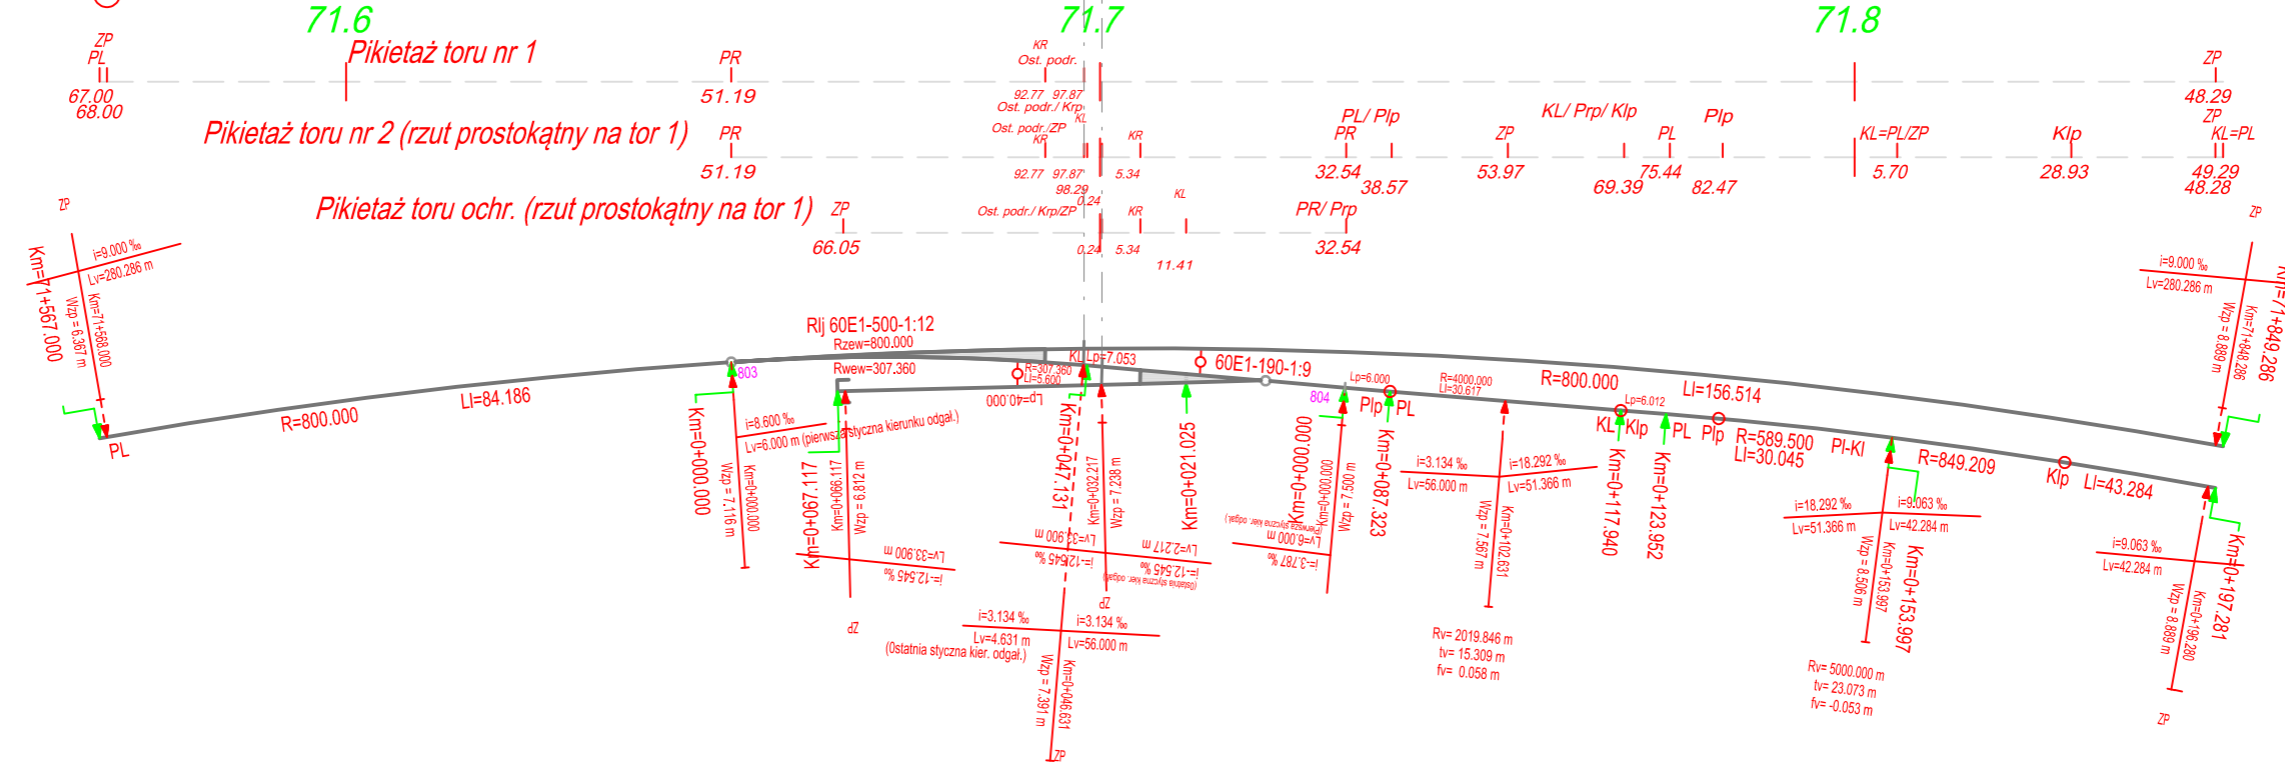 71.6
71.7
71.8
ZP
PL
Pikietaż toru nr 1
PR
KR
Ost. podr.
ZP
67.00
68.00
51.19
92.77 97.87
48.29
Pikietaż toru nr 2 (rzut prostokątny na tor 1)
PR
Ost. podr./ Krp
KL
Ost. podr./ZP
KR
KR
PL/ Plp
PR
ZP
KL/ Prp/ Klp
PL
Plp
KL=PL/ZP
Klp
ZP
KL=PL
51.19
92.77 97.87
98.29
0.24
5.34
32.54
38.57
53.97
69.39
75.44
82.47
5.70
28.93
49.29
48.28
Pikietaż toru ochr. (rzut prostokątny na tor 1)
ZP
Ost. podr./ Krp/ZP
KR
KL
PR/ Prp
66.05
0.24
5.34
11.41
32.54
ZP
i=9.000 ‰
Lv=280.286 m
Km=71+567.000
Wzp = 6.367 m
Km=71+568.000
PL
R=800.000
Ll=84.186
803
Rlj 60E1-500-1:12
Rzew=800.000
Rwew=307.360
R=307.360
Ll=5.600
KL Lp=7.053
60E1-190-1:9
Lp=40.000
Km=0+000.000
i=8.600 ‰
Lv=6.000 m (pierwsza styczna kierunku odgał.)
Wzp = 7.116 m
Km=0+000.000
Km=0+067.117
Km=0+066.117
Wzp = 6.812 m
Lv=33.900 m
i=-12.545 ‰
ZP
Km=0+047.131
Km=0+032.217
Wzp = 7.238 m
Lv=33.900 m
i=-12.545 ‰
Lv=2.217 m
i=-12.545 ‰
(0statnia styczna kier. odgał.)
ZP
i=3.134 ‰
Lv=4.631 m
(0statnia styczna kier. odgał.)
i=3.134 ‰
Lv=56.000 m
Wzp = 7.391 m
Km=0+046.631
ZP
Km=0+021.025
804
Km=0+000.000
Km=0+000.000
Wzp = 7.500 m
(Pierwsza styczna kier. odgał.)
Lv=6.000 m
i=-3.787 ‰
Lp=6.000
Plp
PL
Km=0+087.323
R=4000.000
Ll=30.617
R=800.000
Ll=156.514
i=3.134 ‰
Lv=56.000 m
i=18.292 ‰
Lv=51.366 m
Wzp = 7.567 m
Km=0+102.631
Rv= 2019.846 m
tv= 15.309 m
fv= 0.058 m
Lp=6.012
KL
Klp
PL
Plp
Km=0+117.940
Km=0+123.952
R=589.500
Ll=30.045
Pl-Kl
R=849.209
Klp
Ll=43.284
i=18.292 ‰
Lv=51.366 m
i=9.063 ‰
Lv=42.284 m
Wzp = 8.506 m
Km=0+153.997
Km=0+153.997
Rv= 5000.000 m
tv= 23.073 m
fv= -0.053 m
i=9.063 ‰
Lv=42.284 m
Wzp = 8.889 m
Km=0+196.280
Km=0+197.281
ZP
ZP
i=9.000 ‰
Lv=280.286 m
Wzp = 8.889 m
Km=71+848.286
Km=71+849.286